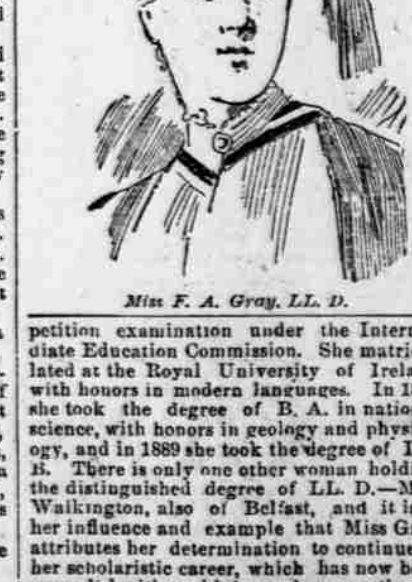 Miss F. A. Gray, LL. D.
petition examination under the Interm
diate Education Commission. She matri
lated at the Royal University of Irela
with honors in modern languages. In 1
she took the degree of B. A. in natio
science, with honors in geology and physi
ogy, and in 1889 she took the degree of L
B. There is only one other woman holdi
the distinguished degree of LL. D.—M
Walkington, also of Belfast, and it i
her influence and example that Miss Gr
attributes her determination to continue
her scholaristic career, which has now b